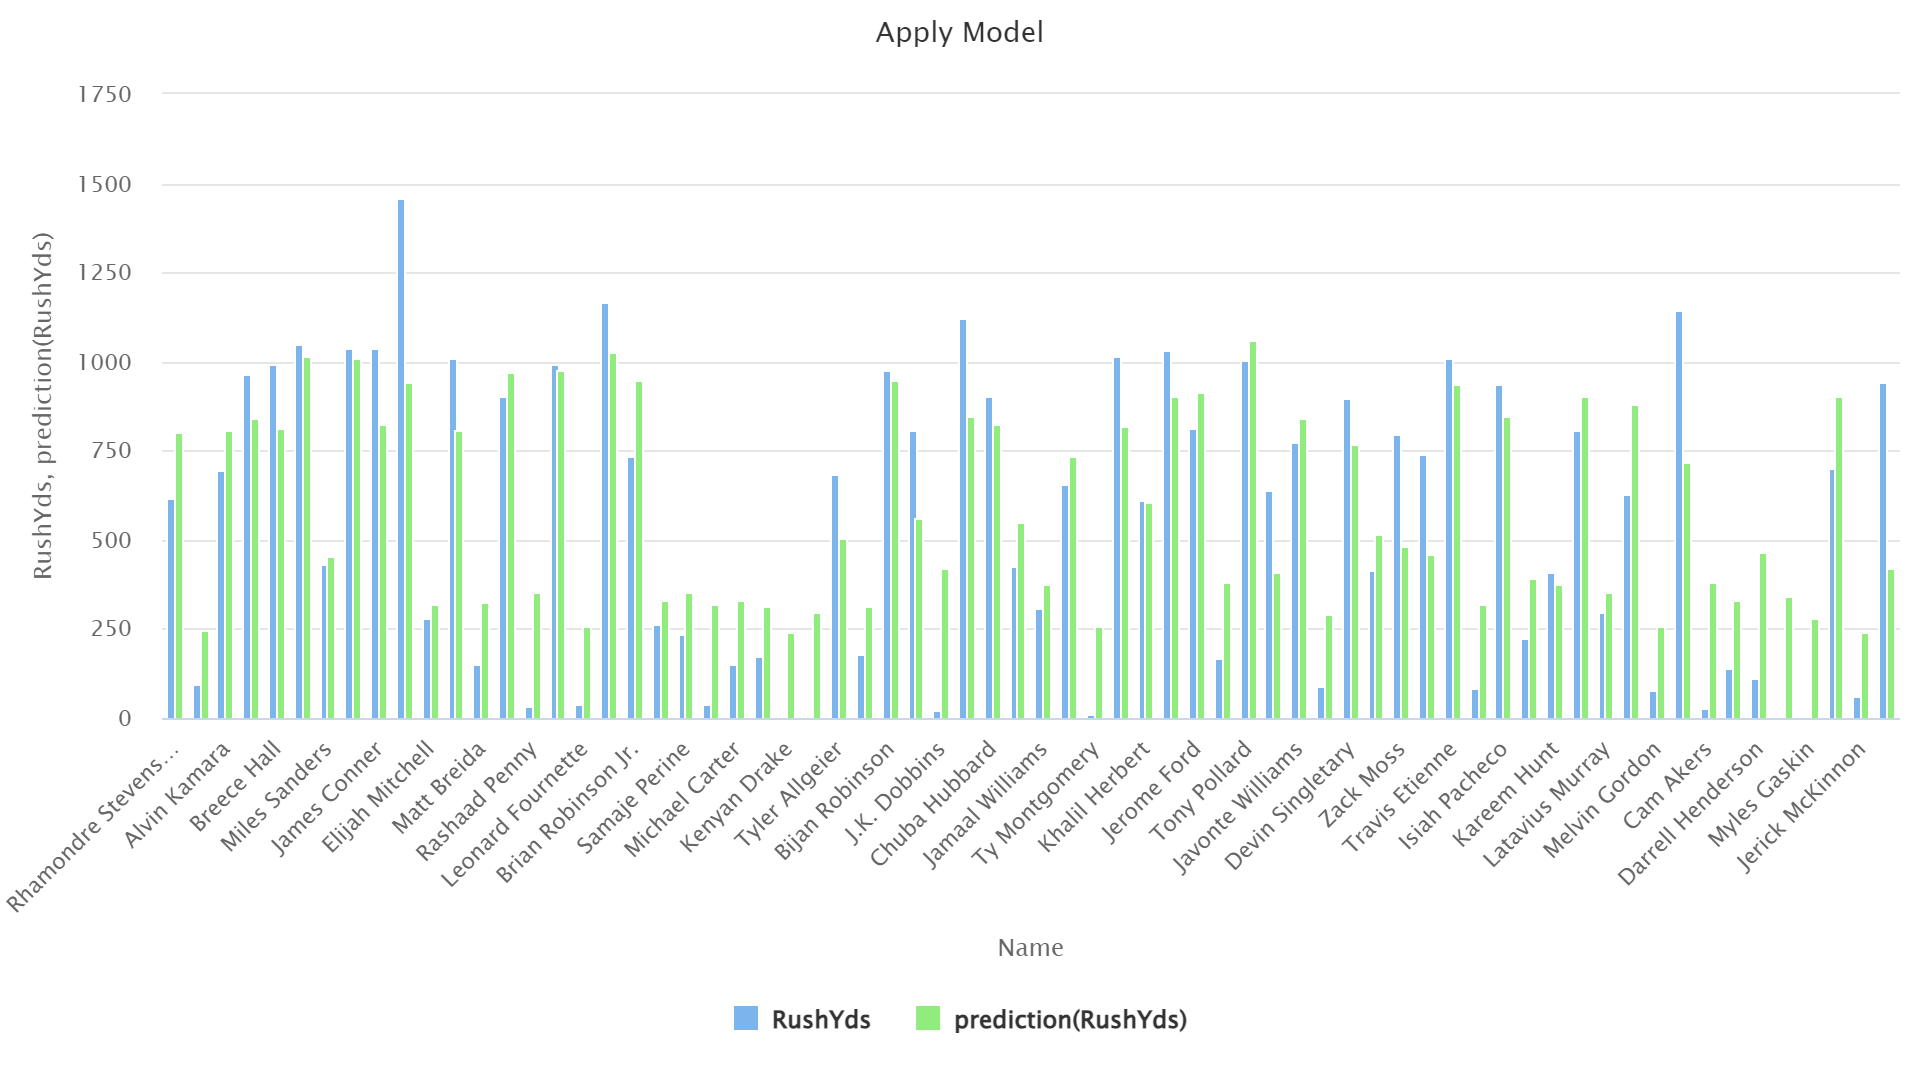 Apply Model
1750
1500
1250
1000
750
500
250
0
RushYds, prediction(RushYds)
Rhamondre Stevens...
Alvin Kamara
Breece Hall
Miles Sanders
James Conner
Elijah Mitchell
Matt Breida
Rashaad Penny
Leonard Fournette
Brian Robinson Jr.
Samaje Perine
Michael Carter
Kenyan Drake
Tyler Allgeier
Bijan Robinson
J.K. Dobbins
Chuba Hubbard
Jamaal Williams
Ty Montgomery
Khalil Herbert
Jerome Ford
Tony Pollard
Javonte Williams
Devin Singletary
Zack Moss
Travis Etienne
Isiah Pacheco
Kareem Hunt
Latavius Murray
Melvin Gordon
Cam Akers
Darrell Henderson
Myles Gaskin
Jerick McKinnon
Name
RushYds
prediction(RushYds)